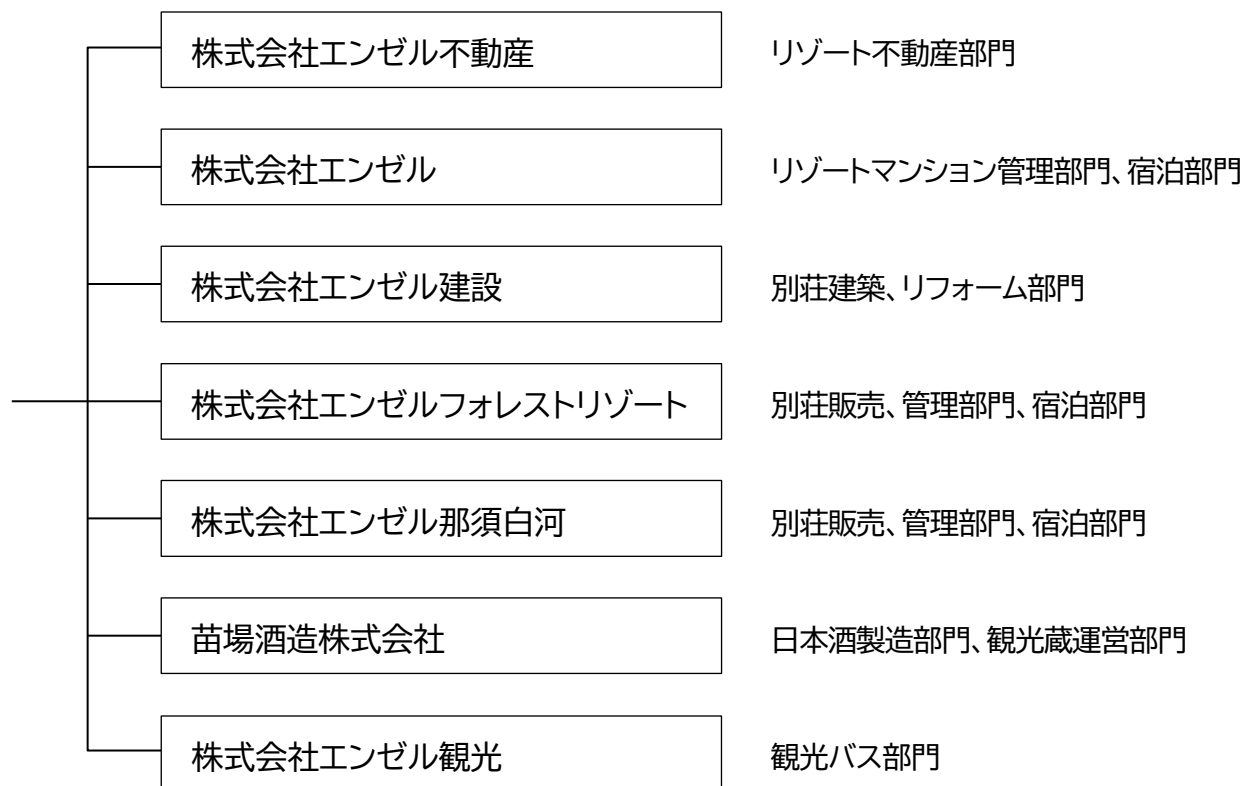 株式会社エンゼル不動産 リゾート不動産部門
株式会社エンゼル リゾートマンション管理部門、宿泊部門
株式会社エンゼル建設 別荘建築、リフォーム部門
株式会社エンゼルフォレストリゾート 別荘販売、管理部門、宿泊部門
株式会社エンゼル那須白河 別荘販売、管理部門、宿泊部門
苗場酒造株式会社 日本酒製造部門、観光蔵運営部門
株式会社エンゼル観光 観光バス部門